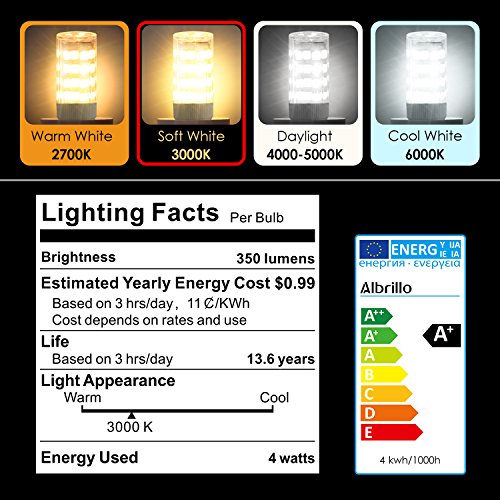 Warm White
2700K
Soft White
3000K
Daylight
4000-5000K
Cool White
6000K
Lighting Facts Per Bulb
Brightness 350 lumens
Estimated Yearly Energy Cost $0.99
Based on 3 hrs/day, 11 ₵/KWh
Cost depends on rates and use
Life
Based on 3 hrs/day 13.6 years
Light Appearance
Warm Cool
3000 K
Energy Used 4 watts
ENERG Y UA
IE IA
енергия · ενεργεια
Albrillo
A++
A+ A+
A
B
C
D
E
4 kwh/1000h